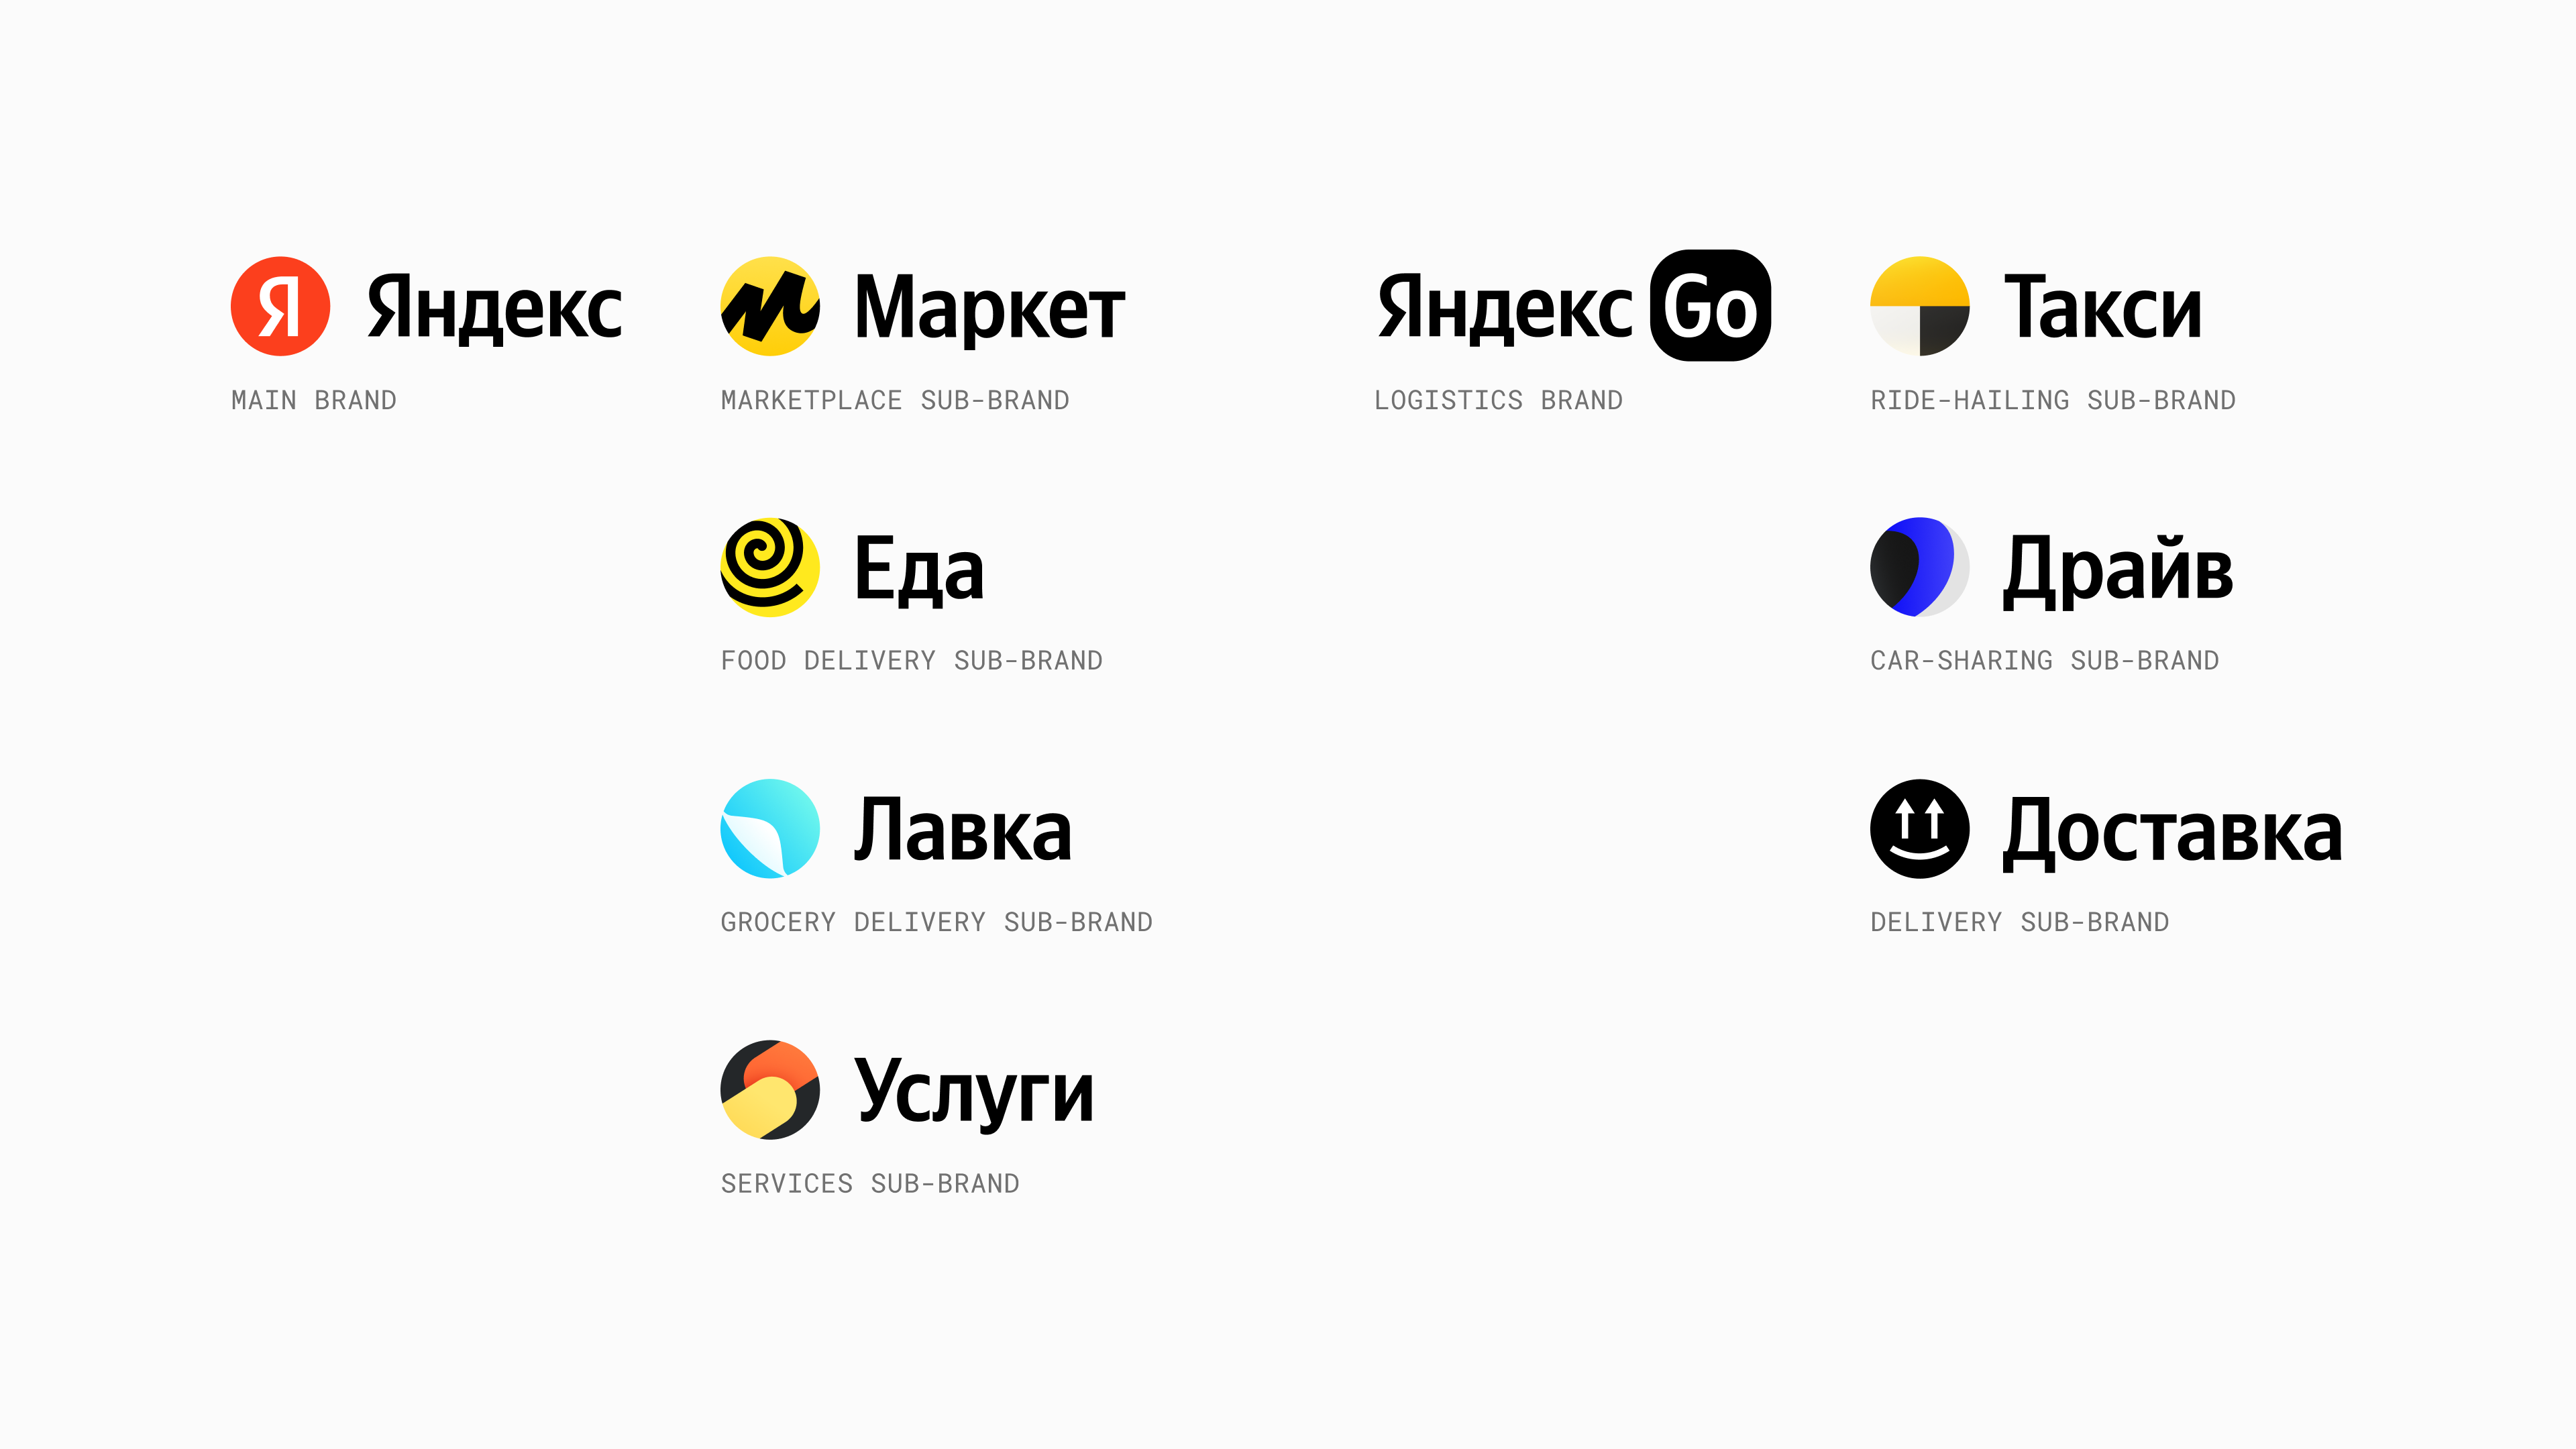 Я Яндекс
MAIN BRAND
Маркет
MARKETPLACE SUB-BRAND
Еда
FOOD DELIVERY SUB-BRAND
Лавка
GROCERY DELIVERY SUB-BRAND
Услуги
SERVICES SUB-BRAND
Яндекс Go
LOGISTICS BRAND
Такси
RIDE-HAILING SUB-BRAND
Драйв
CAR-SHARING SUB-BRAND
Доставка
DELIVERY SUB-BRAND